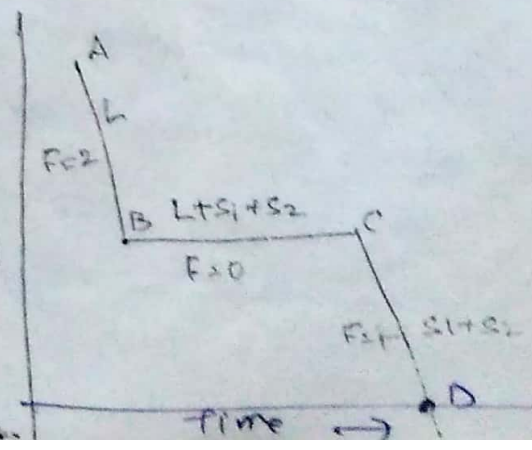 A
L
F=2
B
L+S1+S2
C
F=0
F=1
S1+S2
D
Time →